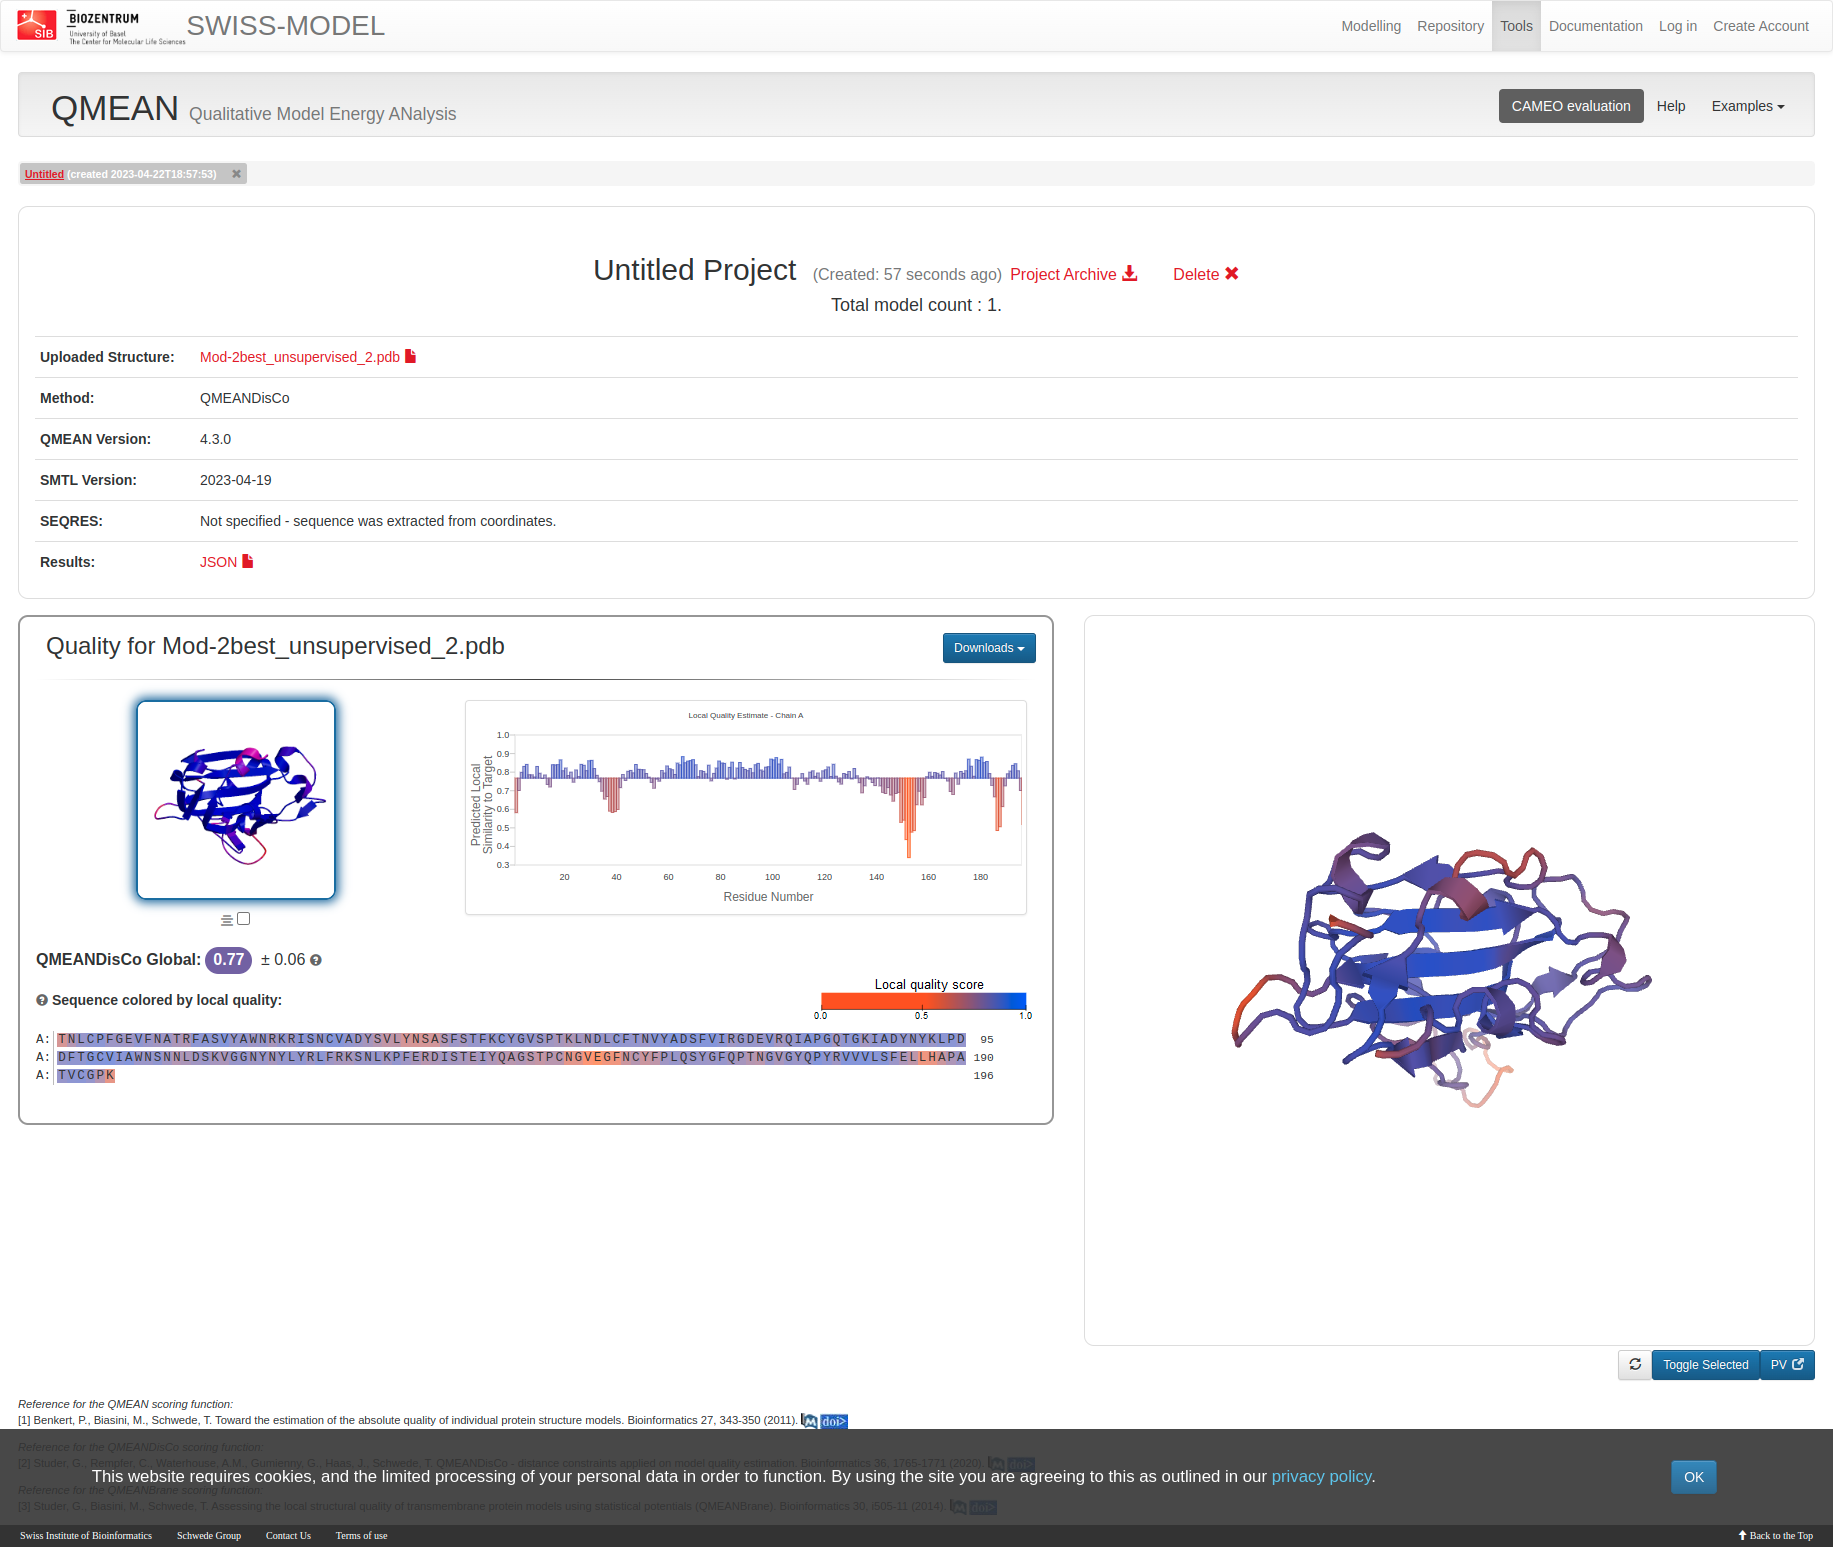 SIB
BIOZENTRUM
University of Basel
The Center for Molecular Life Sciences
SWISS-MODEL
Modelling Repository Tools Documentation Log in Create Account
QMEAN Qualitative Model Energy ANalysis
CAMEO evaluation Help Examples
Untitled (created 2023-04-22T18:57:53) ✖
Untitled Project (Created: 57 seconds ago) Project Archive Delete ✖
Total model count : 1.
Uploaded Structure: Mod-2best_unsupervised_2.pdb
Method: QMEANDisCo
QMEAN Version: 4.3.0
SMTL Version: 2023-04-19
SEQRES: Not specified - sequence was extracted from coordinates.
Results: JSON
Quality for Mod-2best_unsupervised_2.pdb
Downloads
Local Quality Estimate - Chain A
Predicted Local
Similarity to Target
1.0
0.9
0.8
0.7
0.6
0.5
0.4
0.3
20 40 60 80 100 120 140 160 180
Residue Number
QMEANDisCo Global: 0.77 ± 0.06
Sequence colored by local quality:
Local quality score
0.0 0.5 1.0
A: TNLCPFGEVFNATRFASVYAWNRKRISNCVADYSVLYNSASFSTFKCYGVSPTKLNDLCFTNVYADSFVIRGDEVRQIAPGQTGKIADYNYKLPD 95
A: DFTGCVIAWNSNNLDSKVGGNYNYLYRLFRKSNLKPFERDISTEIYQAGSTPCNGVEGFNCYFPLQSYGFQPTNGVGYQPYRVVVLSFELLHAPA 190
A: TVCGPK 196
Toggle Selected PV
Reference for the QMEAN scoring function:
[1] Benkert, P., Biasini, M., Schwede, T. Toward the estimation of the absolute quality of individual protein structure models. Bioinformatics 27, 343-350 (2011). M doi>
Reference for the QMEANDisCo scoring function:
[2] Studer, G., Rempfer, C., Waterhouse, A.M., Gumienny, G., Haas, J., Schwede, T. QMEANDisCo - distance constraints applied on model quality estimation. Bioinformatics 36, 1765-1771 (2020). M doi>
This website requires cookies, and the limited processing of your personal data in order to function. By using the site you are agreeing to this as outlined in our privacy policy. OK
Reference for the QMEANBrane scoring function:
[3] Studer, G., Biasini, M., Schwede, T. Assessing the local structural quality of transmembrane protein models using statistical potentials (QMEANBrane). Bioinformatics 30, i505-11 (2014). M doi>
Swiss Institute of Bioinformatics Schwede Group Contact Us Terms of use Back to the Top